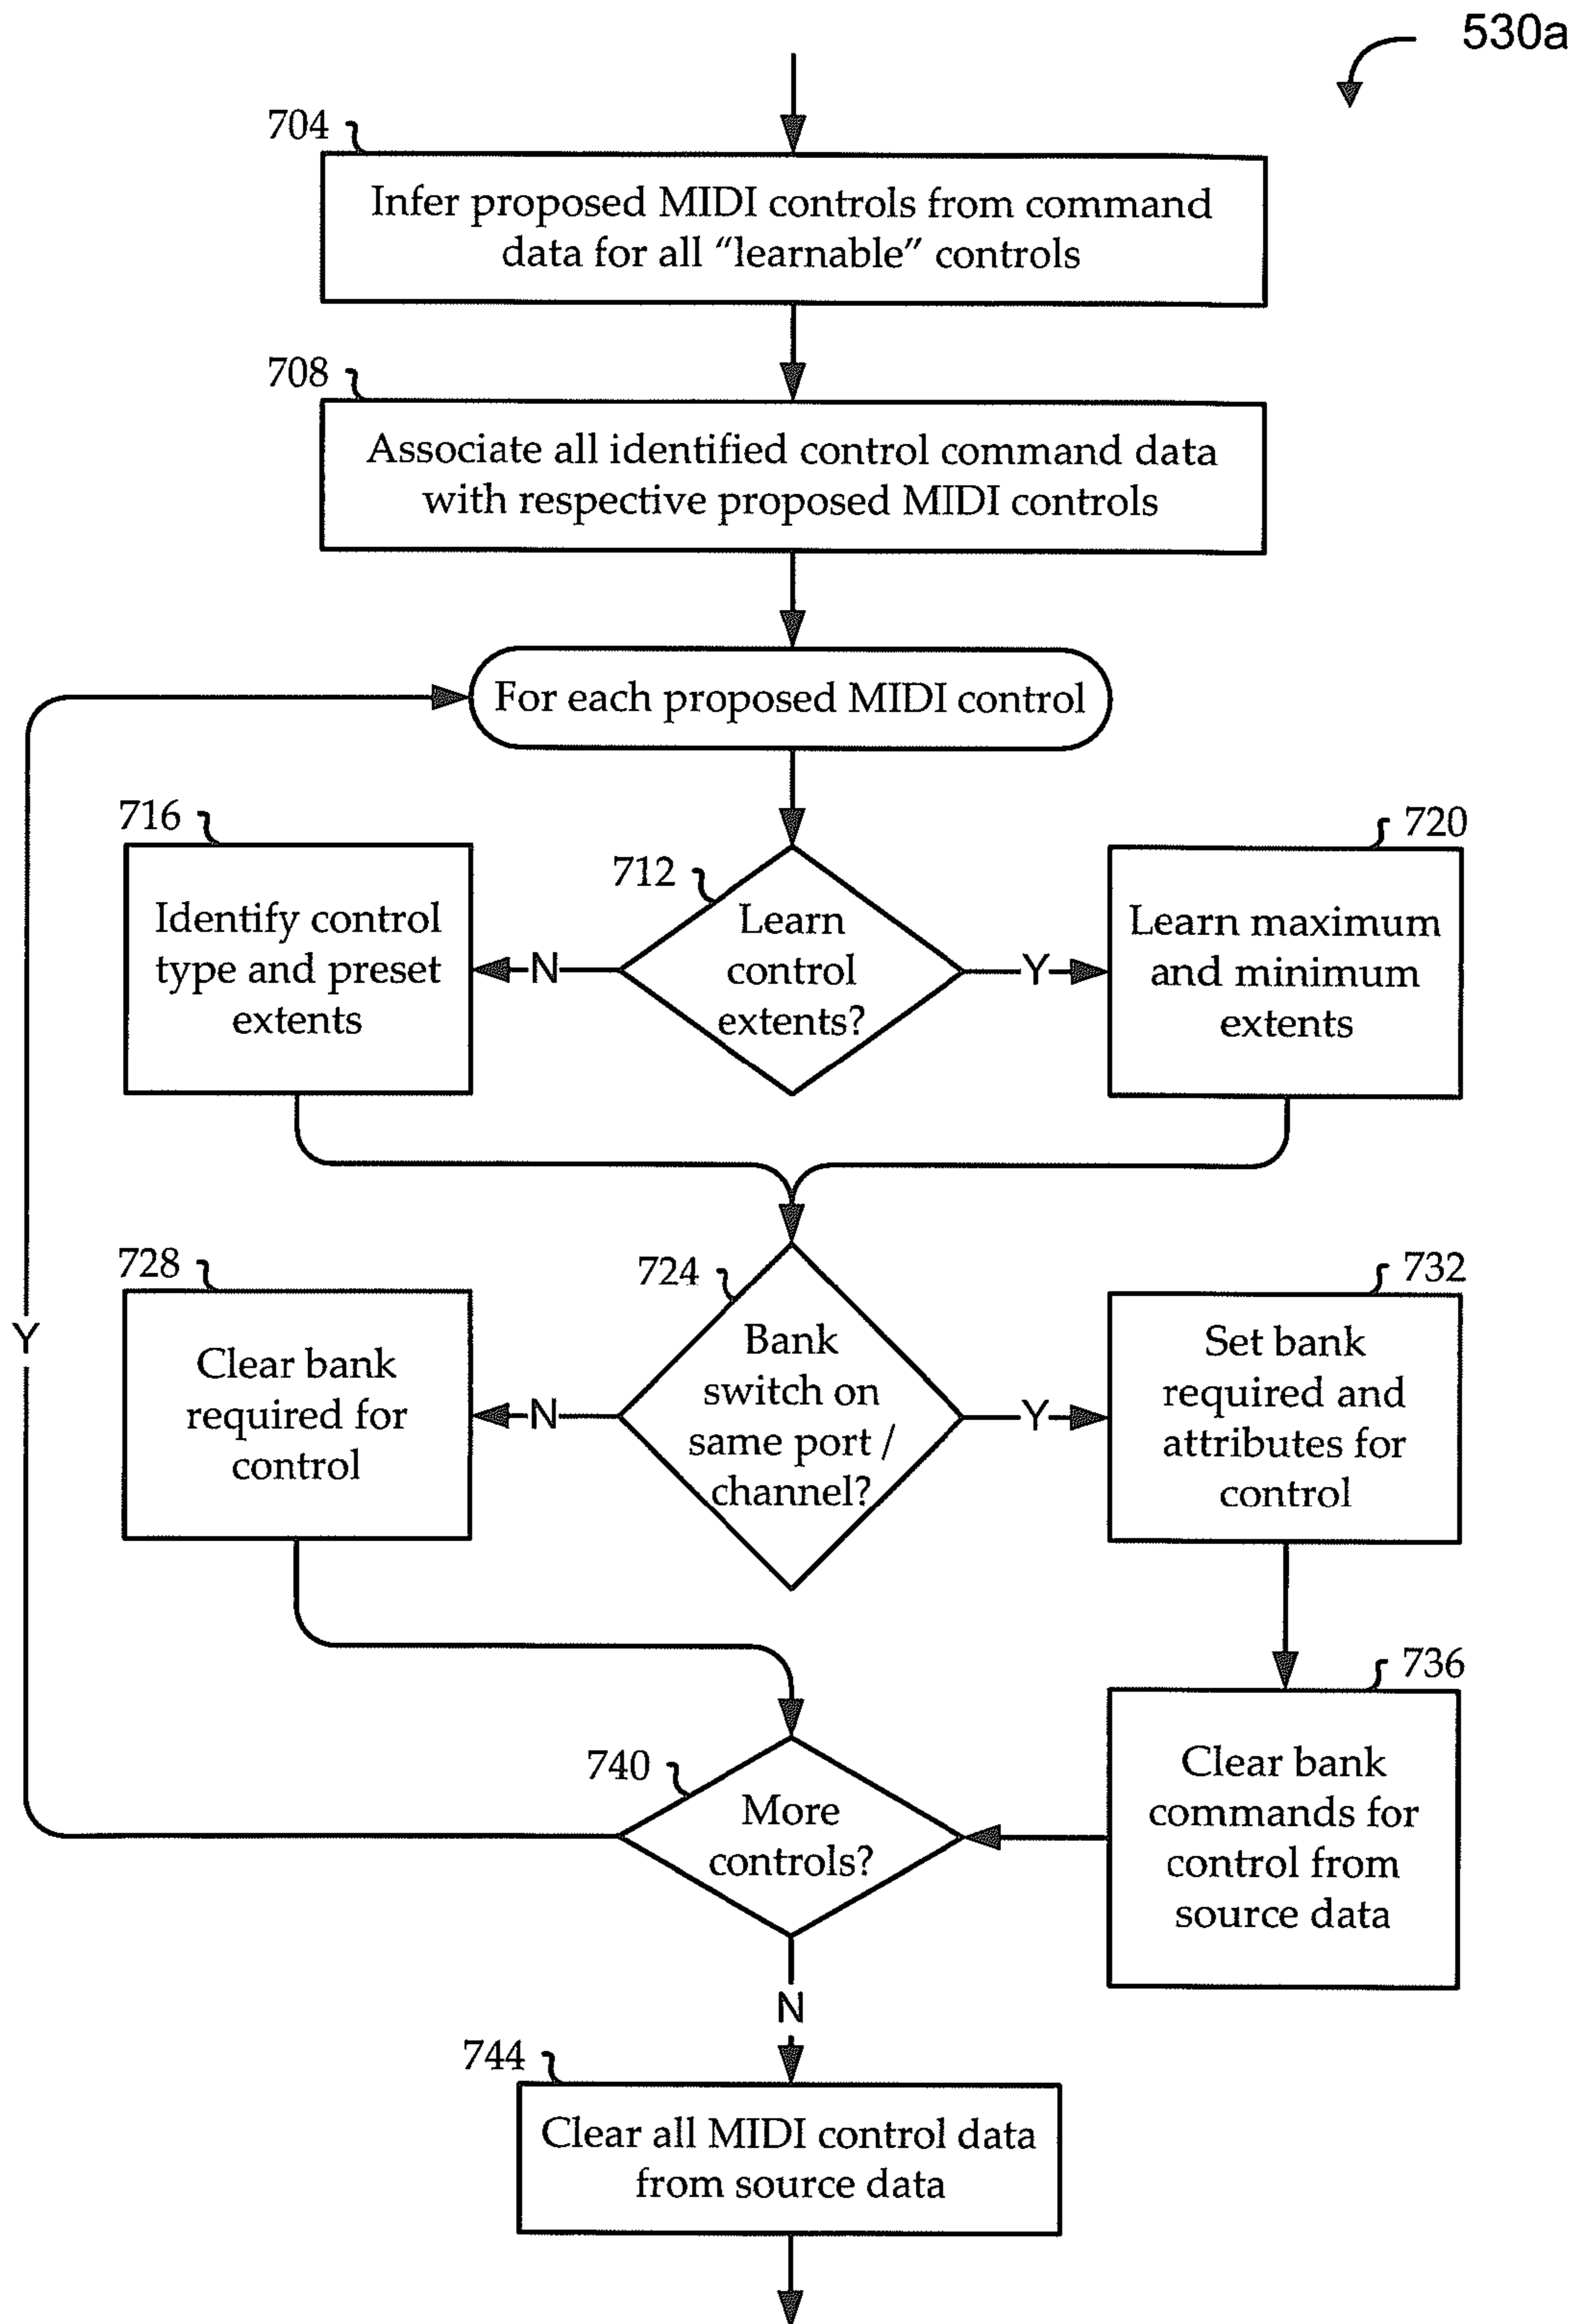 530a
704
Infer proposed MIDI controls from command
data for all “learnable” controls
708
Associate all identified control command data
with respective proposed MIDI controls
For each proposed MIDI control
716
Identify control
type and preset
extents
N
712
Learn
control
extents?
Y
720
Learn maximum
and minimum
extents
728
Clear bank
required for
control
N
724
Bank
switch on
same port /
channel?
Y
732
Set bank
required and
attributes for
control
Y
736
Clear bank
commands for
control from
source data
740
More
controls?
N
744
Clear all MIDI control data
from source data